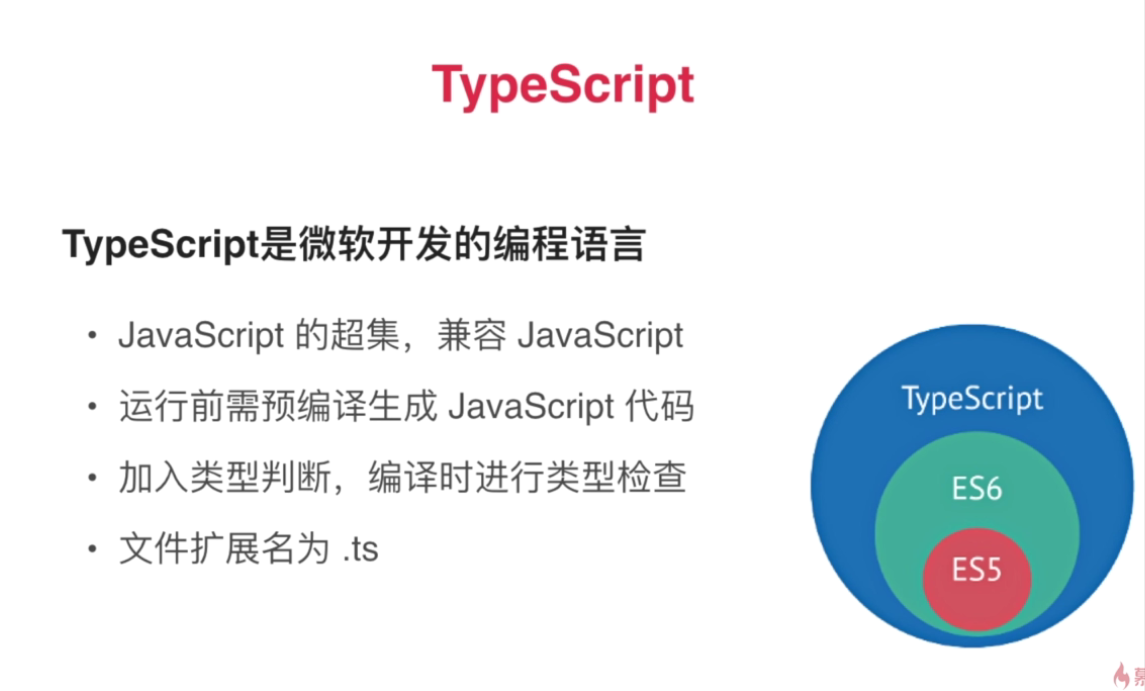 TypeScript
TypeScript是微软开发的编程语言
• JavaScript 的超集，兼容 JavaScript
• 运行前需预编译生成 JavaScript 代码
• 加入类型判断，编译时进行类型检查
• 文件扩展名为 .ts
TypeScript
ES6
ES5